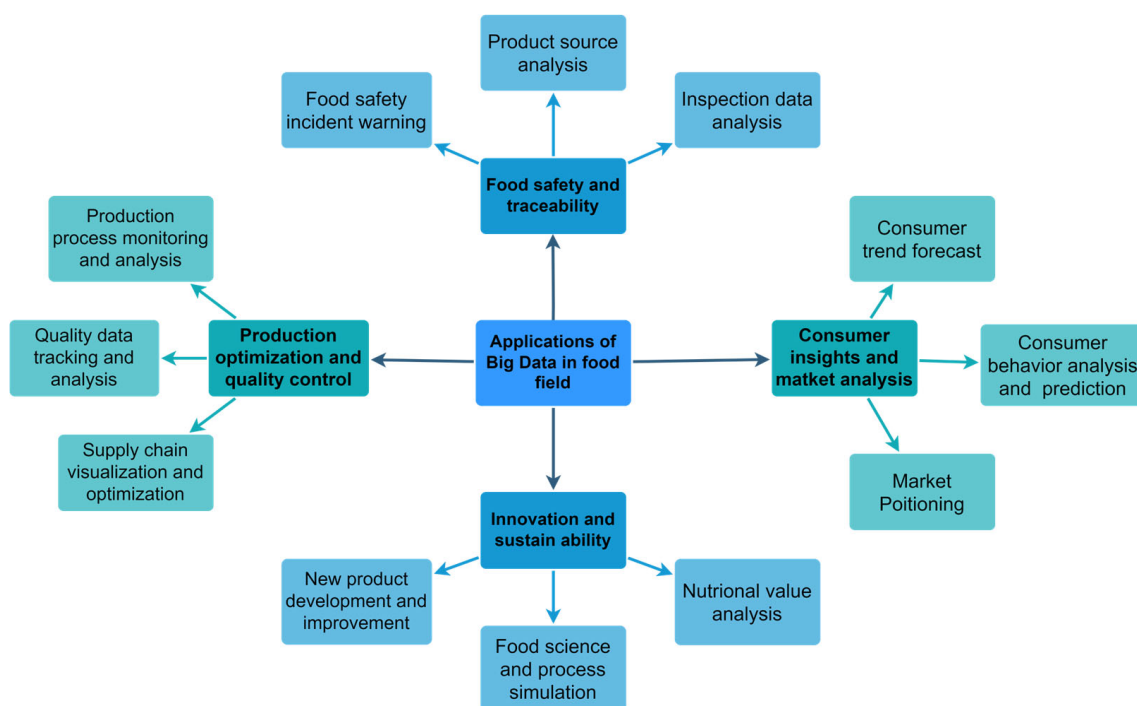 Product source
analysis
Food safety
incident warning
Inspection data
analysis
Food safety and
traceability
Production
process monitoring
and analysis
Consumer
trend forecast
Quality data
tracking and
analysis
Production
optimization and
quality control
Applications of
Big Data in food
field
Consumer
insights and
matket analysis
Consumer
behavior analysis
and  prediction
Supply chain
visualization and
optimization
Market
Poitioning
Innovation and
sustain ability
New product
development and
improvement
Food science
and process
simulation
Nutrional value
analysis